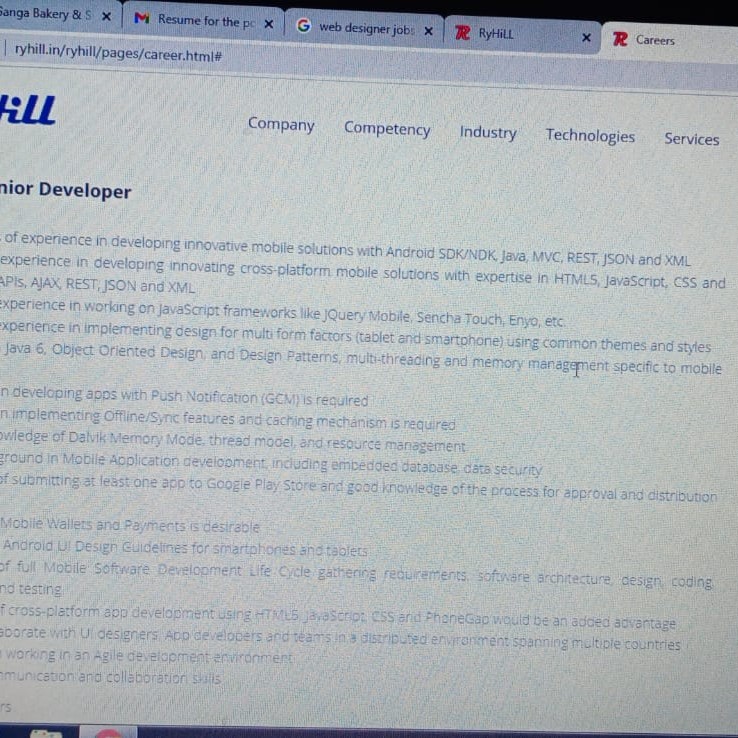 Ganga Bakery & S
Resume for the po
web designer jobs
RyHiLL
Careers
ryhill.in/ryhill/pages/career.html#
Hill
Company Competency Industry Technologies Services
nior Developer
of experience in developing innovative mobile solutions with Android SDK/NDK, Java, MVC, REST, JSON and XML
experience in developing innovating cross-platform mobile solutions with expertise in HTML5, JavaScript, CSS and
APIs, AJAX, REST, JSON and XML
experience in working on JavaScript frameworks like JQuery Mobile, Sencha Touch, Enyo, etc.
experience in implementing design for multi form factors (tablet and smartphone) using common themes and styles
Java 6, Object Oriented Design, and Design Patterns, multi-threading and memory management specific to mobile
n developing apps with Push Notification (GCM) is required
n implementing Offline/Sync features and caching mechanism is required
owledge of Dalvik Memory Mode, thread model, and resource management
ground in Mobile Application development, including embedded database, data security
of submitting at least one app to Google Play Store and good knowledge of the process for approval and distribution
Mobile Wallets and Payments is desirable
Android UI Design Guidelines for smartphones and tablets
of full Mobile Software Development Life Cycle gathering requirements, software architecture, design, coding,
nd testing
f cross-platform app development using HTML5, JavaScript, CSS and PhoneGap would be an added advantage
aborate with UI designers, App developers and teams in a distributed environment spanning multiple countries
working in an Agile development environment
mmunication and collaboration skills
rs